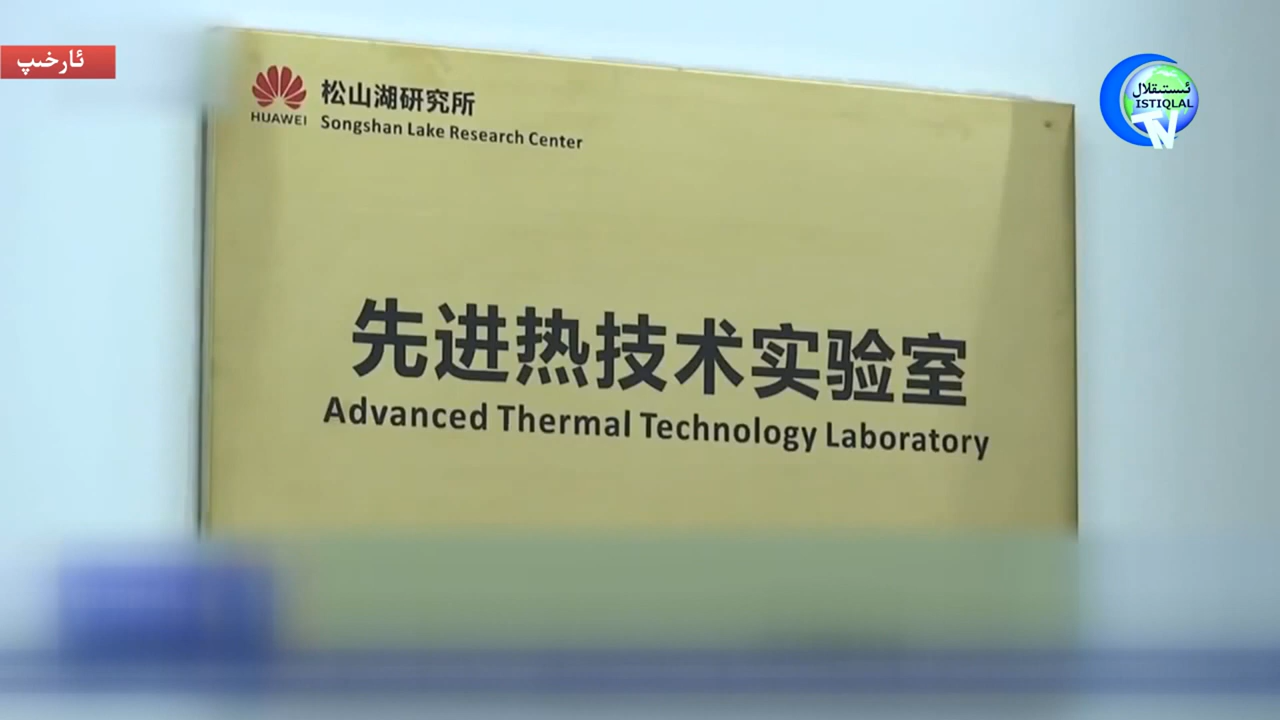 ئارخىپ
ئىستىقلال
ISTIQLAL
TV
HUAWEI
松山湖研究所
Songshan Lake Research Center
先进热技术实验室
Advanced Thermal Technology Laboratory